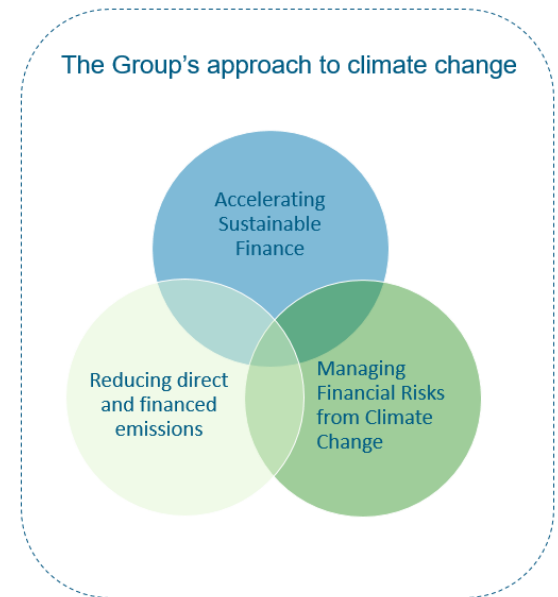 The Group's approach to climate change
Accelerating
Sustainable
Finance
Reducing direct
and financed
emissions
Managing
Financial Risks
from Climate
Change